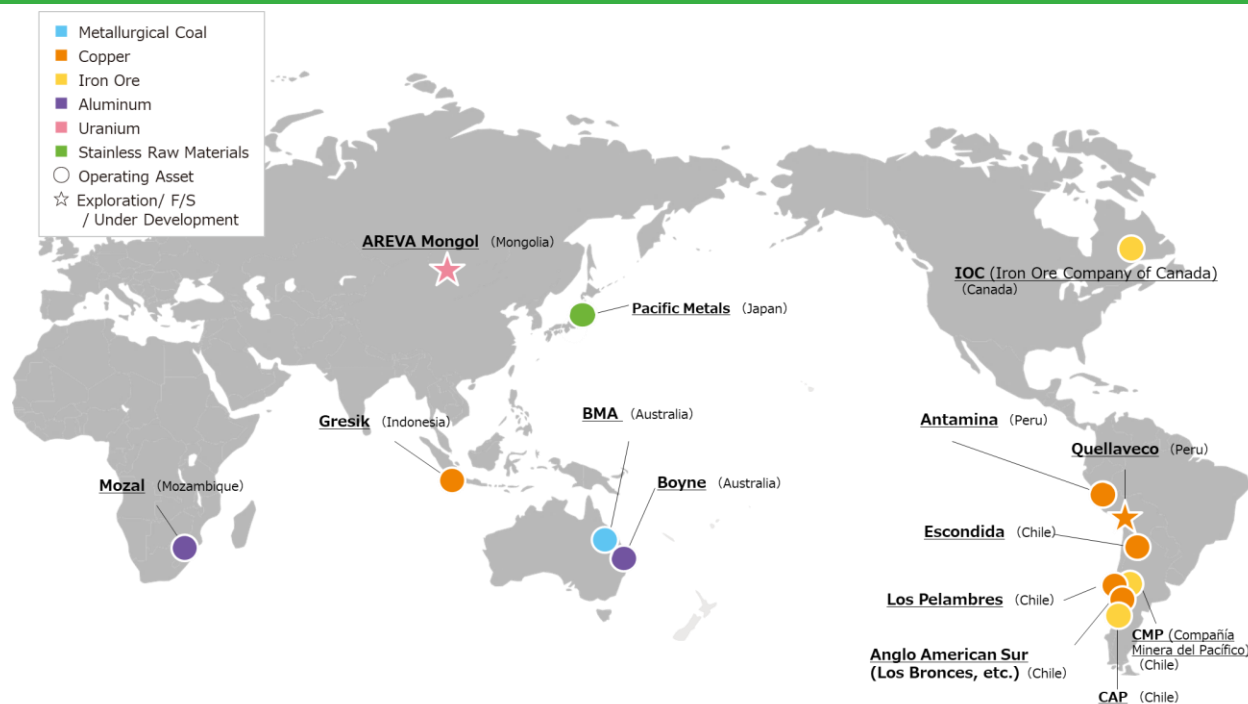 Metallurgical Coal
Copper
Iron Ore
Aluminum
Uranium
Stainless Raw Materials
Operating Asset
Exploration/ F/S
/ Under Development
AREVA Mongol (Mongolia)
IOC (Iron Ore Company of Canada)
(Canada)
Pacific Metals (Japan)
Gresik (Indonesia)
BMA (Australia)
Antamina (Peru)
Quellaveco (Peru)
Mozal (Mozambique)
Boyne (Australia)
Escondida (Chile)
Los Pelambres (Chile)
CMP (Compañía
Minera del Pacífico)
(Chile)
Anglo American Sur
(Los Bronces, etc.) (Chile)
CAP (Chile)